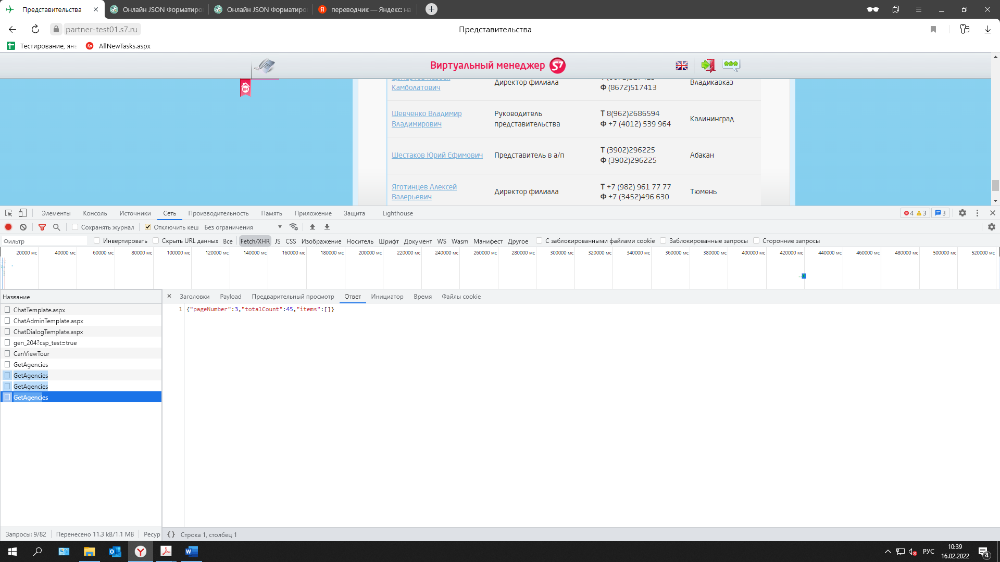 Представительства
Онлайн JSON Форматиро
Онлайн JSON Форматиро
переводчик — Яндекс: на
partner-test01.s7.ru
Представительства
Тестирование, янв
AllNewTasks.aspx
Виртуальный менеджер S7
ВМ
Камболатович
Директор филиала
Ф (8672)517413
Владикавказ
Шевченко Владимир
Владимирович
Руководитель
представительства
Т 8(962)2686594
Ф +7 (4012) 539 964
Калининград
Шестаков Юрий Ефимович
Представитель в а/п
Т (3902)296225
Ф (3902)296225
Абакан
Яготинцев Алексей
Валерьевич
Директор филиала
Т +7 (982) 961 77 77
Ф +7 (3452)496 630
Тюмень
Элементы Консоль Источники Сеть Производительность Память Приложение Защита Lighthouse 4 3 3
Сохранять журнал Отключить кеш Без ограничения
Фильтр Инвертировать Скрыть URL данных Все Fetch/XHR JS CSS Изображение Носитель Шрифт Документ WS Wasm Манифест Другое С заблокированными файлами cookie Заблокированные запросы Сторонние запросы
20000 мс 40000 мс 60000 мс 80000 мс 100000 мс 120000 мс 140000 мс 160000 мс 180000 мс 200000 мс 220000 мс 240000 мс 260000 мс 280000 мс 300000 мс 320000 мс 340000 мс 360000 мс 380000 мс 400000 мс 420000 мс 440000 мс 460000 мс 480000 мс 500000 мс 520000 мс
Название
Заголовки Payload Предварительный просмотр Ответ Инициатор Время Файлы cookie
ChatTemplate.aspx
ChatAdminTemplate.aspx
ChatDialogTemplate.aspx
gen_204?csp_test=true
CanViewTour
GetAgencies
GetAgencies
GetAgencies
GetAgencies
1 {"pageNumber":3,"totalCount":45,"items":[]}
Запросы: 9/82 Перенесено 11.3 kB/1.1 MB Ресур
{} Строка 1, столбец 1
РУС
10:39
16.02.2022
4